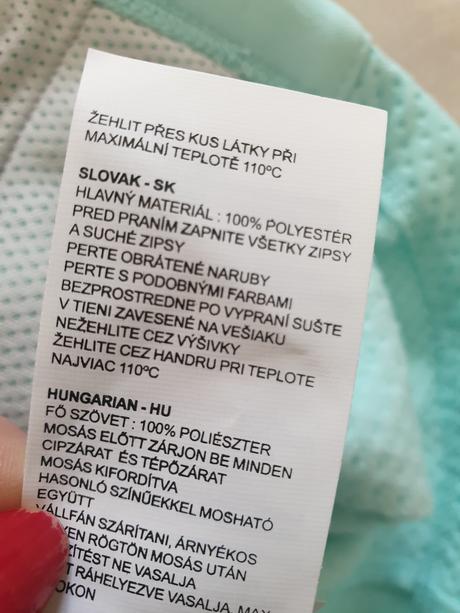 ŽEHLIT PŘES KUS LÁTKY PŘI
MAXIMÁLNÍ TEPLOTĚ 110ºC
SLOVAK - SK
HLAVNÝ MATERIÁL : 100% POLYESTÉR
PRED PRANÍM ZAPNITE VŠETKY ZIPSY
A SUCHÉ ZIPSY
PERTE OBRÁTENÉ NARUBY
PERTE S PODOBNÝMI FARBAMI
BEZPROSTREDNE PO VYPRANÍ SUŠTE
V TIENI ZAVESENÉ NA VEŠIAKU
NEŽEHLITE CEZ VÝŠIVKY
ŽEHLITE CEZ HANDRU PRI TEPLOTE
NAJVIAC 110ºC
HUNGARIAN - HU
FŐ SZÖVET : 100% POLIÉSZTER
MOSÁS ELŐTT ZÁRJON BE MINDEN
CIPZÁRAT ÉS TÉPŐZÁRAT
MOSÁS KIFORDÍTVA
HASONLÓ SZÍNŰEKKEL MOSHATÓ
EGYÜTT
VÁLLFÁN SZÁRÍTANI, ÁRNYÉKOS
RÖGTÖN MOSÁS UTÁN
NE VASALJA
RÁHELYEZVE VASALJA, MAX